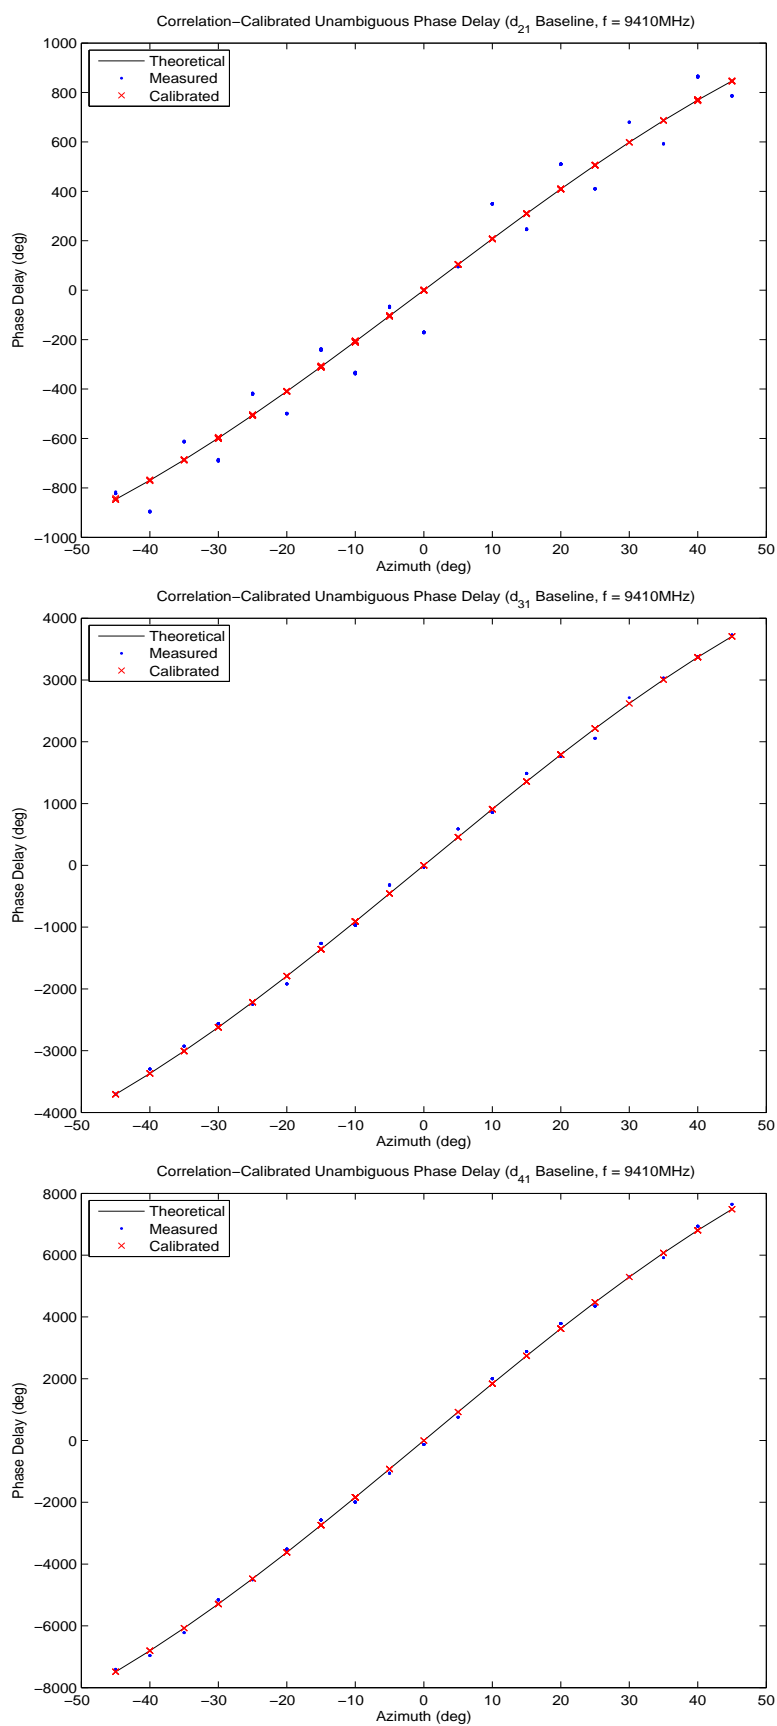 Correlation−Calibrated Unambiguous Phase Delay (d21 Baseline, f = 9410MHz)
1000
800
600
400
200
0
−200
−400
−600
−800
−1000
Phase Delay (deg)
Theoretical
Measured
Calibrated
−50 −40 −30 −20 −10 0 10 20 30 40 50
Azimuth (deg)
Correlation−Calibrated Unambiguous Phase Delay (d31 Baseline, f = 9410MHz)
4000
3000
2000
1000
0
−1000
−2000
−3000
−4000
Phase Delay (deg)
Theoretical
Measured
Calibrated
−50 −40 −30 −20 −10 0 10 20 30 40 50
Azimuth (deg)
Correlation−Calibrated Unambiguous Phase Delay (d41 Baseline, f = 9410MHz)
8000
6000
4000
2000
0
−2000
−4000
−6000
−8000
Phase Delay (deg)
Theoretical
Measured
Calibrated
−50 −40 −30 −20 −10 0 10 20 30 40 50
Azimuth (deg)